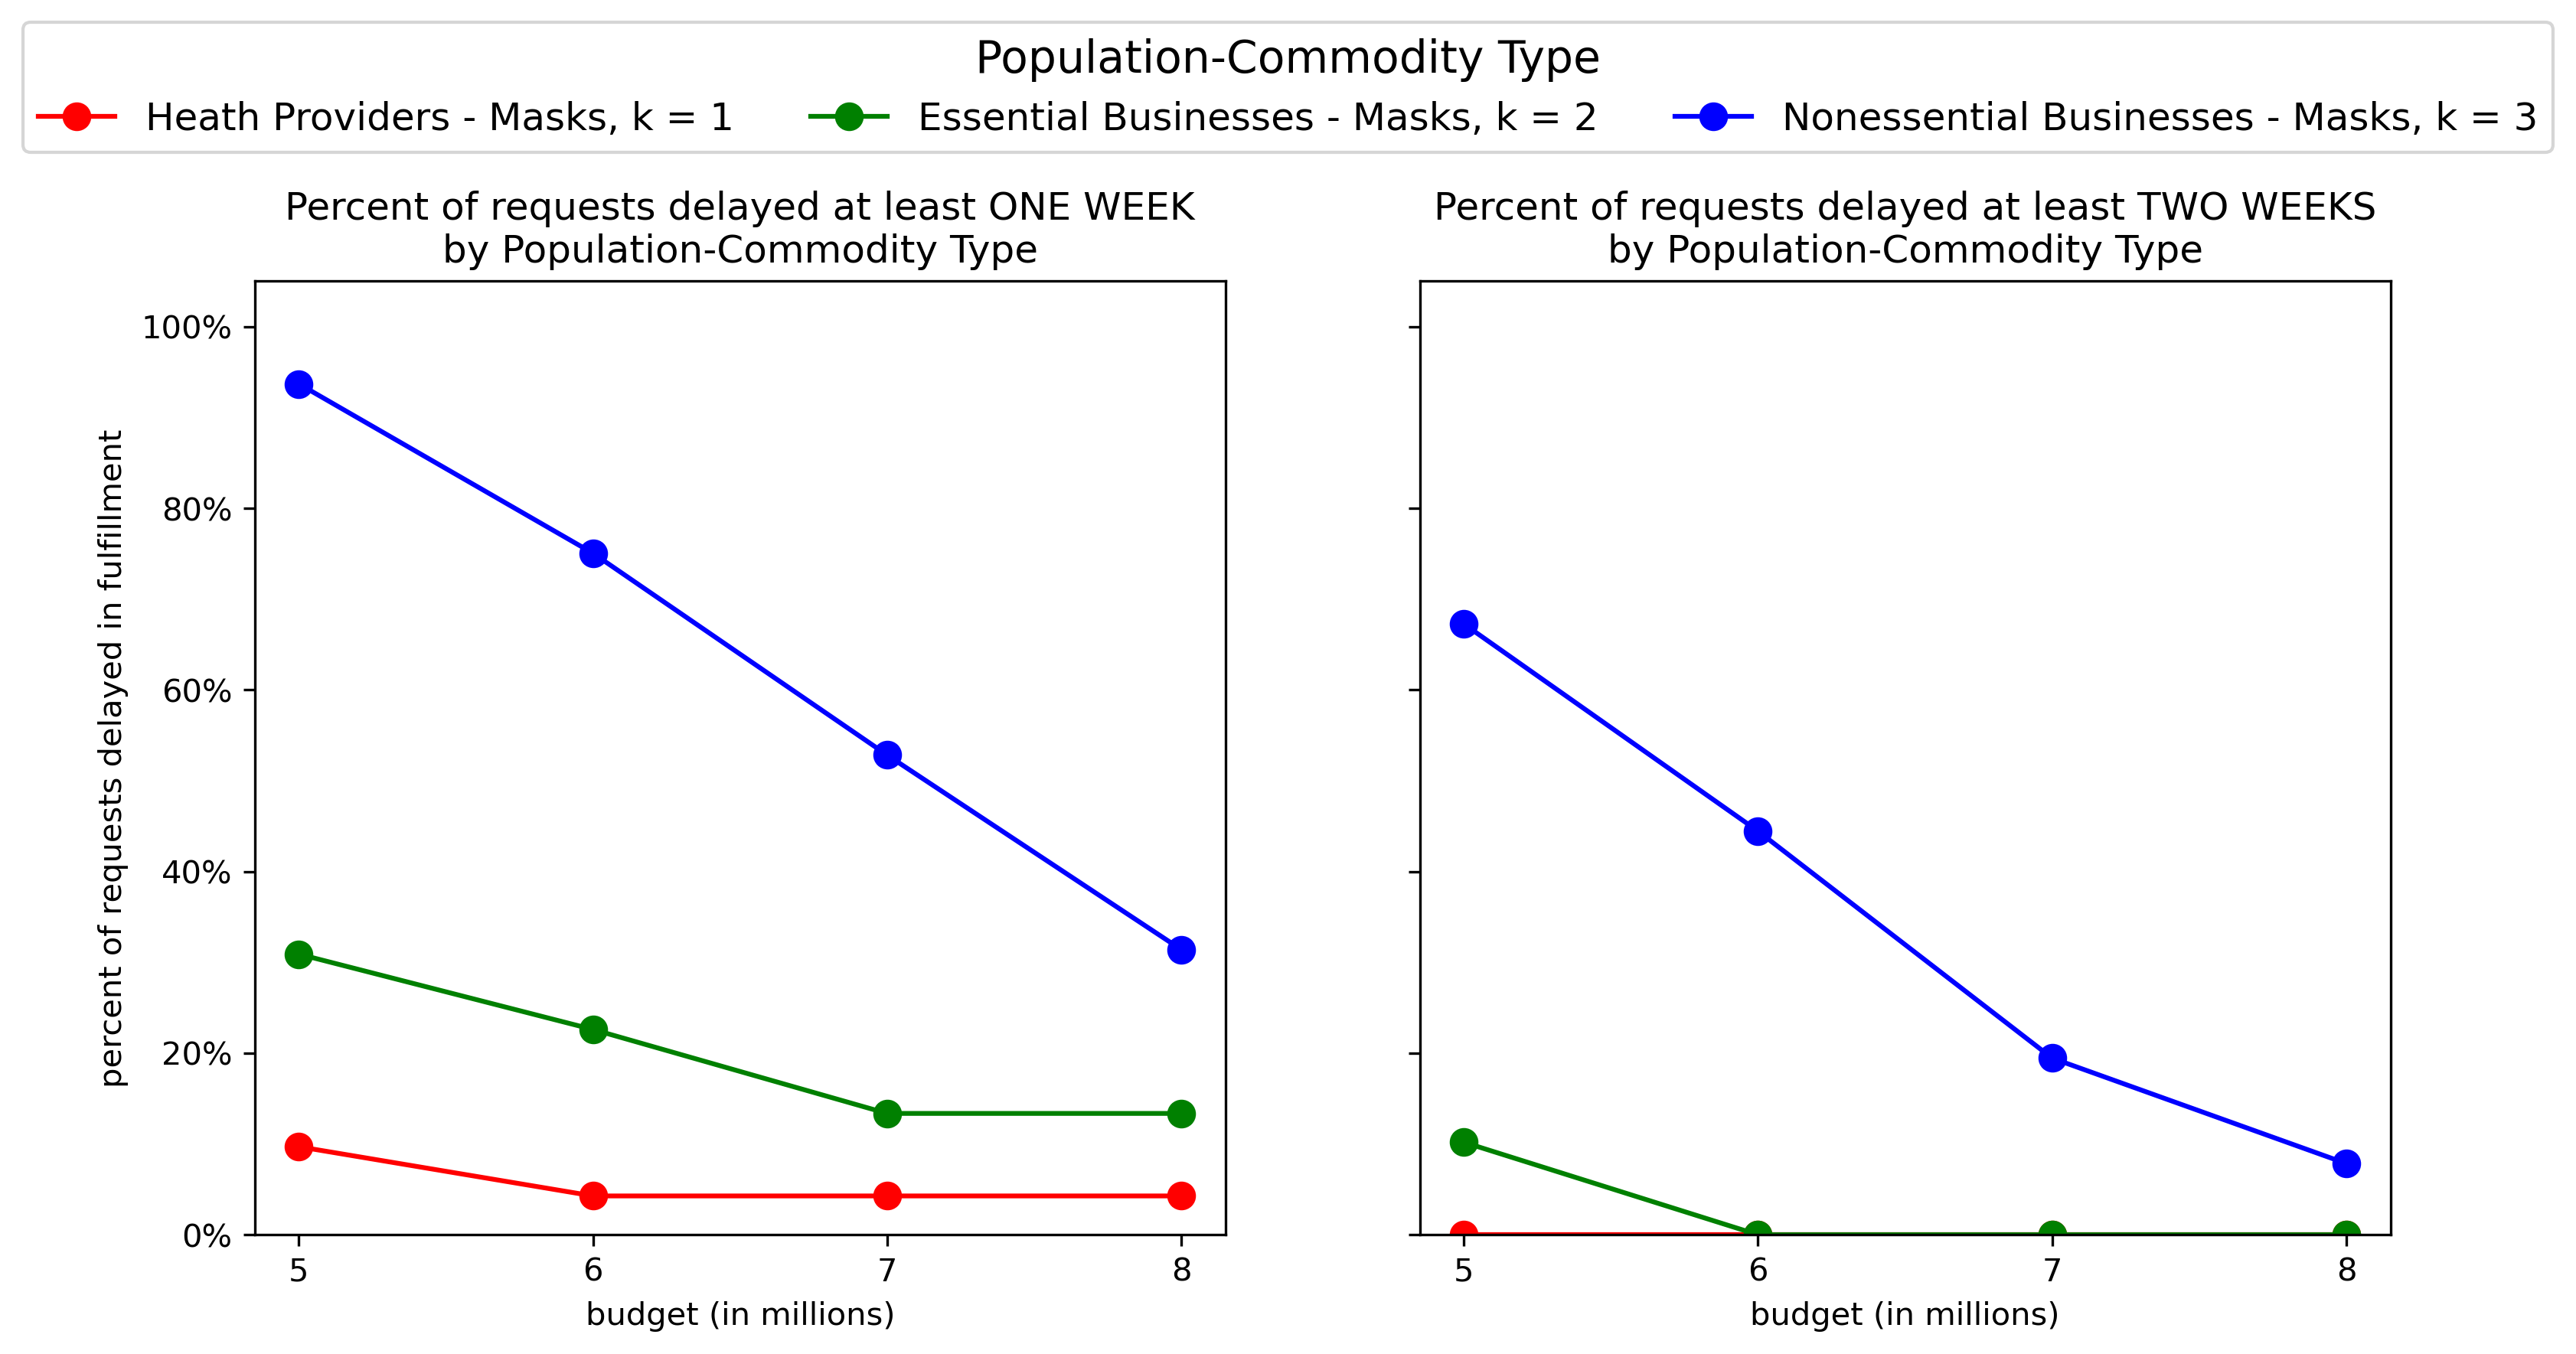 Population-Commodity Type
Heath Providers - Masks, k = 1 Essential Businesses - Masks, k = 2 Nonessential Businesses - Masks, k = 3
Percent of requests delayed at least ONE WEEK
by Population-Commodity Type
percent of requests delayed in fulfillment
100%
80%
60%
40%
20%
0%
5 6 7 8
budget (in millions)
Percent of requests delayed at least TWO WEEKS
by Population-Commodity Type
5 6 7 8
budget (in millions)